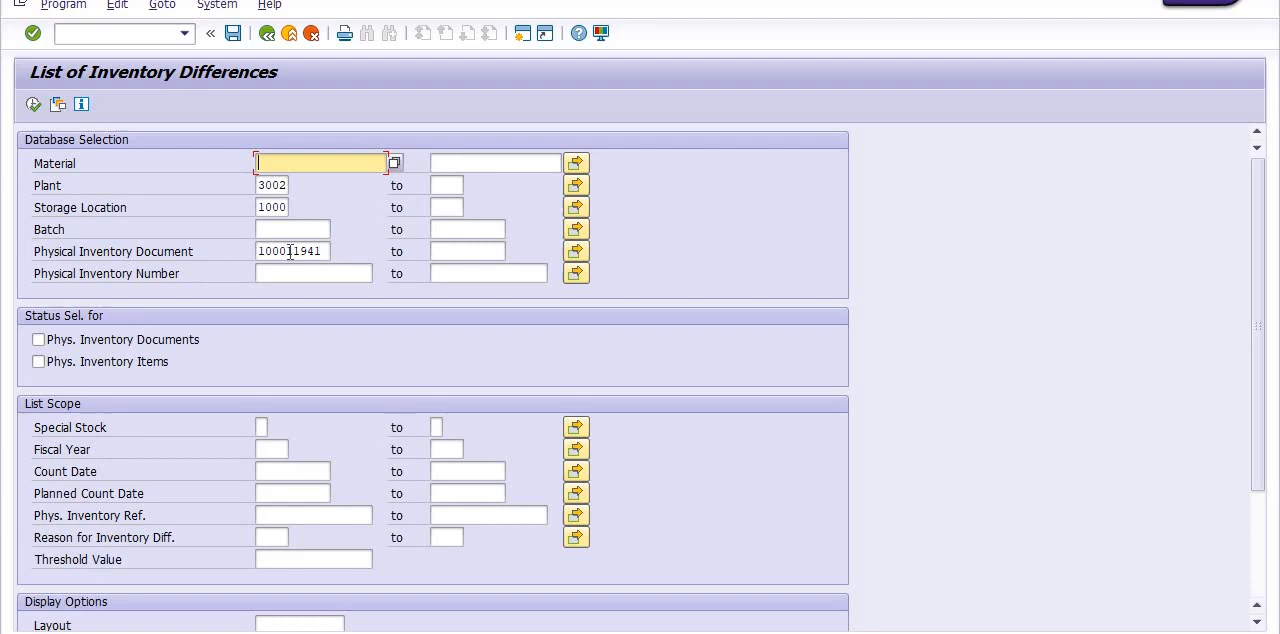 Program Edit Goto System Help
List of Inventory Differences
Database Selection
Material
Plant 3002 to
Storage Location 1000 to
Batch to
Physical Inventory Document to
Physical Inventory Number to
Status Sel. for
Phys. Inventory Documents
Phys. Inventory Items
List Scope
Special Stock to
Fiscal Year to
Count Date to
Planned Count Date to
Phys. Inventory Ref. to
Reason for Inventory Diff. to
Threshold Value
Display Options
Layout